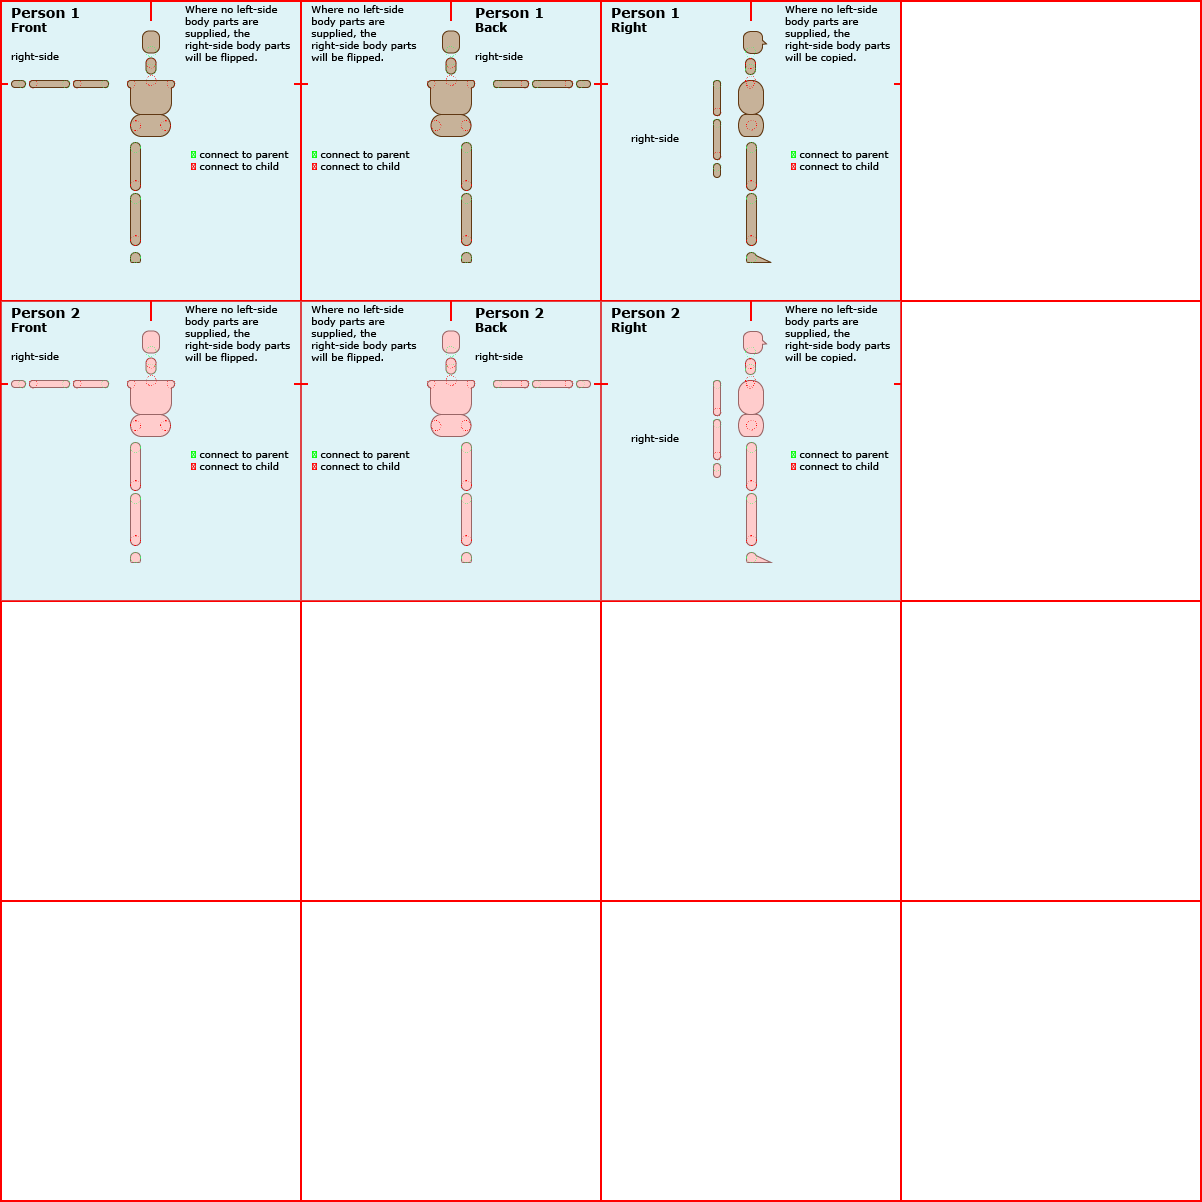 Person 1
Front
right-side
Where no left-side
body parts are
supplied, the
right-side body parts
will be flipped.
connect to parent
connect to child
Where no left-side
body parts are
supplied, the
right-side body parts
will be flipped.
Person 1
Back
right-side
connect to parent
connect to child
Person 1
Right
right-side
Where no left-side
body parts are
supplied, the
right-side body parts
will be copied.
connect to parent
connect to child
Person 2
Front
right-side
Where no left-side
body parts are
supplied, the
right-side body parts
will be flipped.
connect to parent
connect to child
Where no left-side
body parts are
supplied, the
right-side body parts
will be flipped.
Person 2
Back
right-side
connect to parent
connect to child
Person 2
Right
right-side
Where no left-side
body parts are
supplied, the
right-side body parts
will be copied.
connect to parent
connect to child